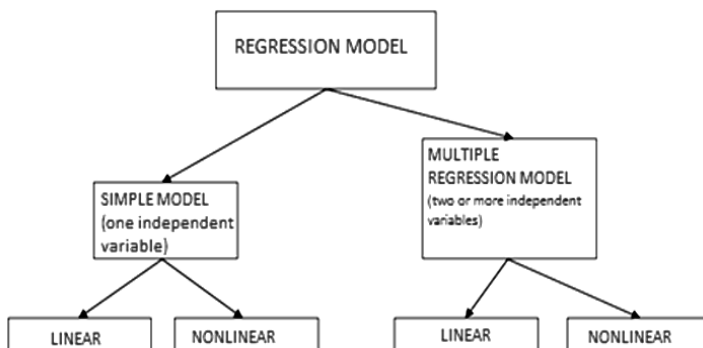 REGRESSION MODEL
SIMPLE MODEL
(one independent
variable)
MULTIPLE
REGRESSION MODEL
(two or more independent
variables)
LINEAR
NONLINEAR
LINEAR
NONLINEAR